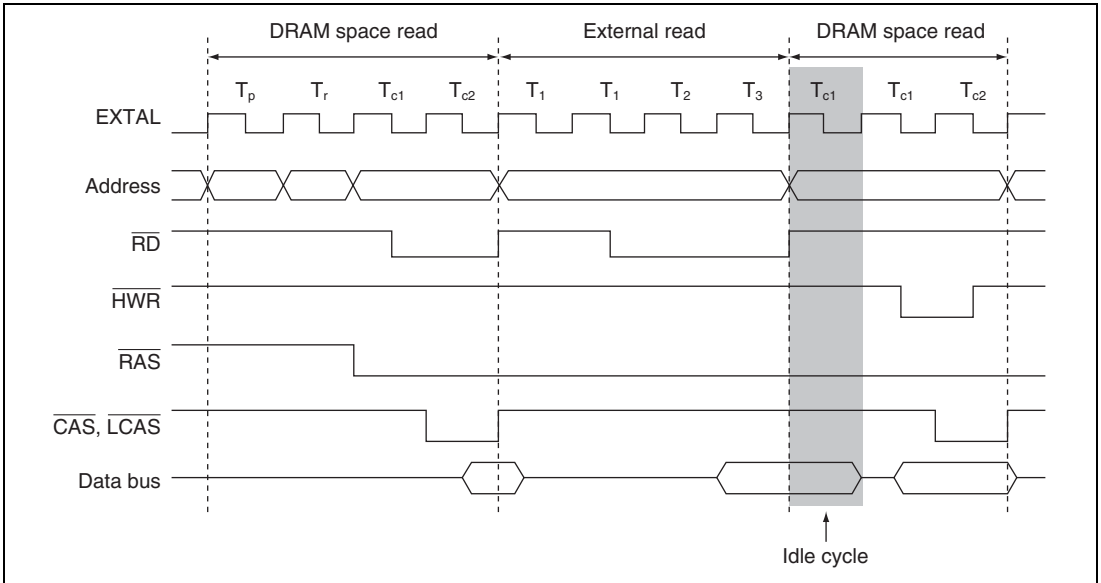 DRAM space read External read DRAM space read
Tp Tr Tc1 Tc2 T1 T1 T2 T3 Tc1 Tc1 Tc2
EXTAL
Address
RD
HWR
RAS
CAS, LCAS
Data bus
Idle cycle